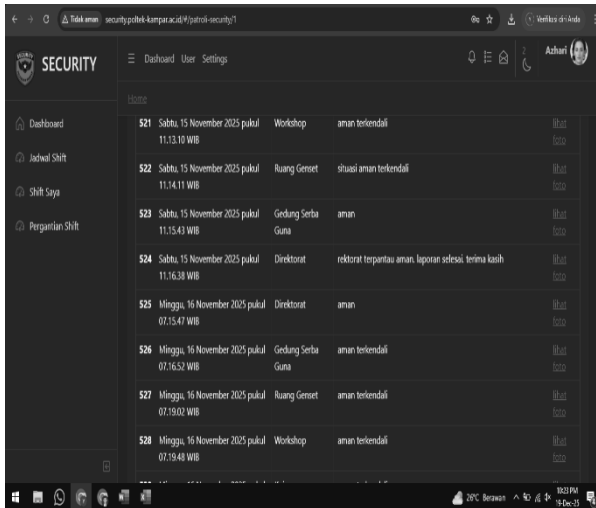 Tidak aman security.poltek-kampar.ac.id/#/patroli-security/1 Verifikasi diri Anda
SECURITY
Dashboard User Settings
2
Azhari
Home
Dashboard
Jadwal Shift
Shift Saya
Pergantian Shift
521 Sabtu, 15 November 2025 pukul Workshop aman terkendali lihat
11.13.10 WIB foto
522 Sabtu, 15 November 2025 pukul Ruang Genset situasi aman terkendali lihat
11.14.11 WIB foto
523 Sabtu, 15 November 2025 pukul Gedung Serba aman lihat
11.15.43 WIB Guna foto
524 Sabtu, 15 November 2025 pukul Direktorat rektorat terpantau aman. laporan selesai. terima kasih lihat
11.16.38 WIB foto
525 Minggu, 16 November 2025 pukul Direktorat aman lihat
07.15.47 WIB foto
526 Minggu, 16 November 2025 pukul Gedung Serba aman terkendali lihat
07.16.52 WIB Guna foto
527 Minggu, 16 November 2025 pukul Ruang Genset aman terkendali lihat
07.19.02 WIB foto
528 Minggu, 16 November 2025 pukul Workshop aman terkendali lihat
07.19.48 WIB foto
26°C Berawan
10:23 PM
19-Dec-25